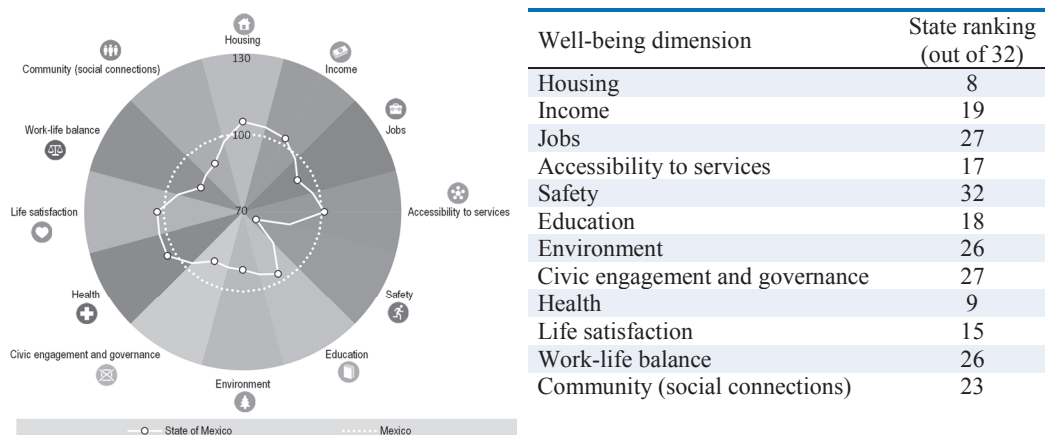 Housing
130
Community (social connections)
Income
Work-life balance
100
Jobs
Life satisfaction
70
Accessibility to services
Health
Safety
Civic engagement and governance
Education
Environment
State of Mexico
Mexico
Well-being dimension State ranking (out of 32)
Housing 8
Income 19
Jobs 27
Accessibility to services 17
Safety 32
Education 18
Environment 26
Civic engagement and governance 27
Health 9
Life satisfaction 15
Work-life balance 26
Community (social connections) 23